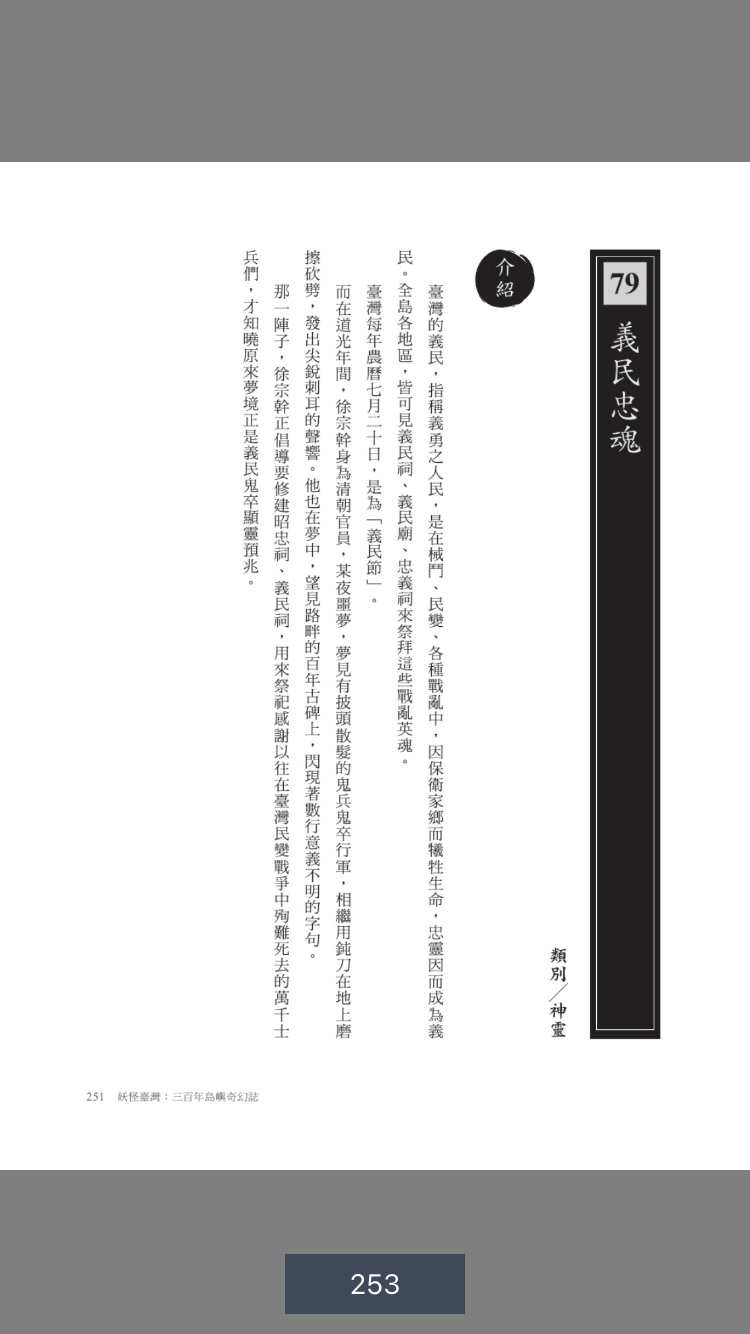 79
義民忠魂
類別／神靈
介紹
臺灣的義民，指稱義勇之人民，是在械鬥、民變、各種戰亂中，因保衛家鄉而犧牲生命，忠靈因而成為義
民。全島各地區，皆可見義民祠、義民廟、忠義祠來祭拜這些戰亂英魂。
臺灣每年農曆七月二十日，是為「義民節」。
而在道光年間，徐宗幹身為清朝官員，某夜噩夢，夢見有披頭散髮的鬼兵鬼卒行軍，相繼用鈍刀在地上磨
擦砍劈，發出尖銳刺耳的聲響。他也在夢中，望見路畔的百年古碑上，閃現著數行意義不明的字句。
那一陣子，徐宗幹正倡導要修建昭忠祠、義民祠，用來祭祀感謝以往在臺灣民變戰爭中殉難死去的萬千士
兵們，才知曉原來夢境正是義民鬼卒顯靈預兆。
251 妖怪臺灣：三百年島嶼奇幻誌
253